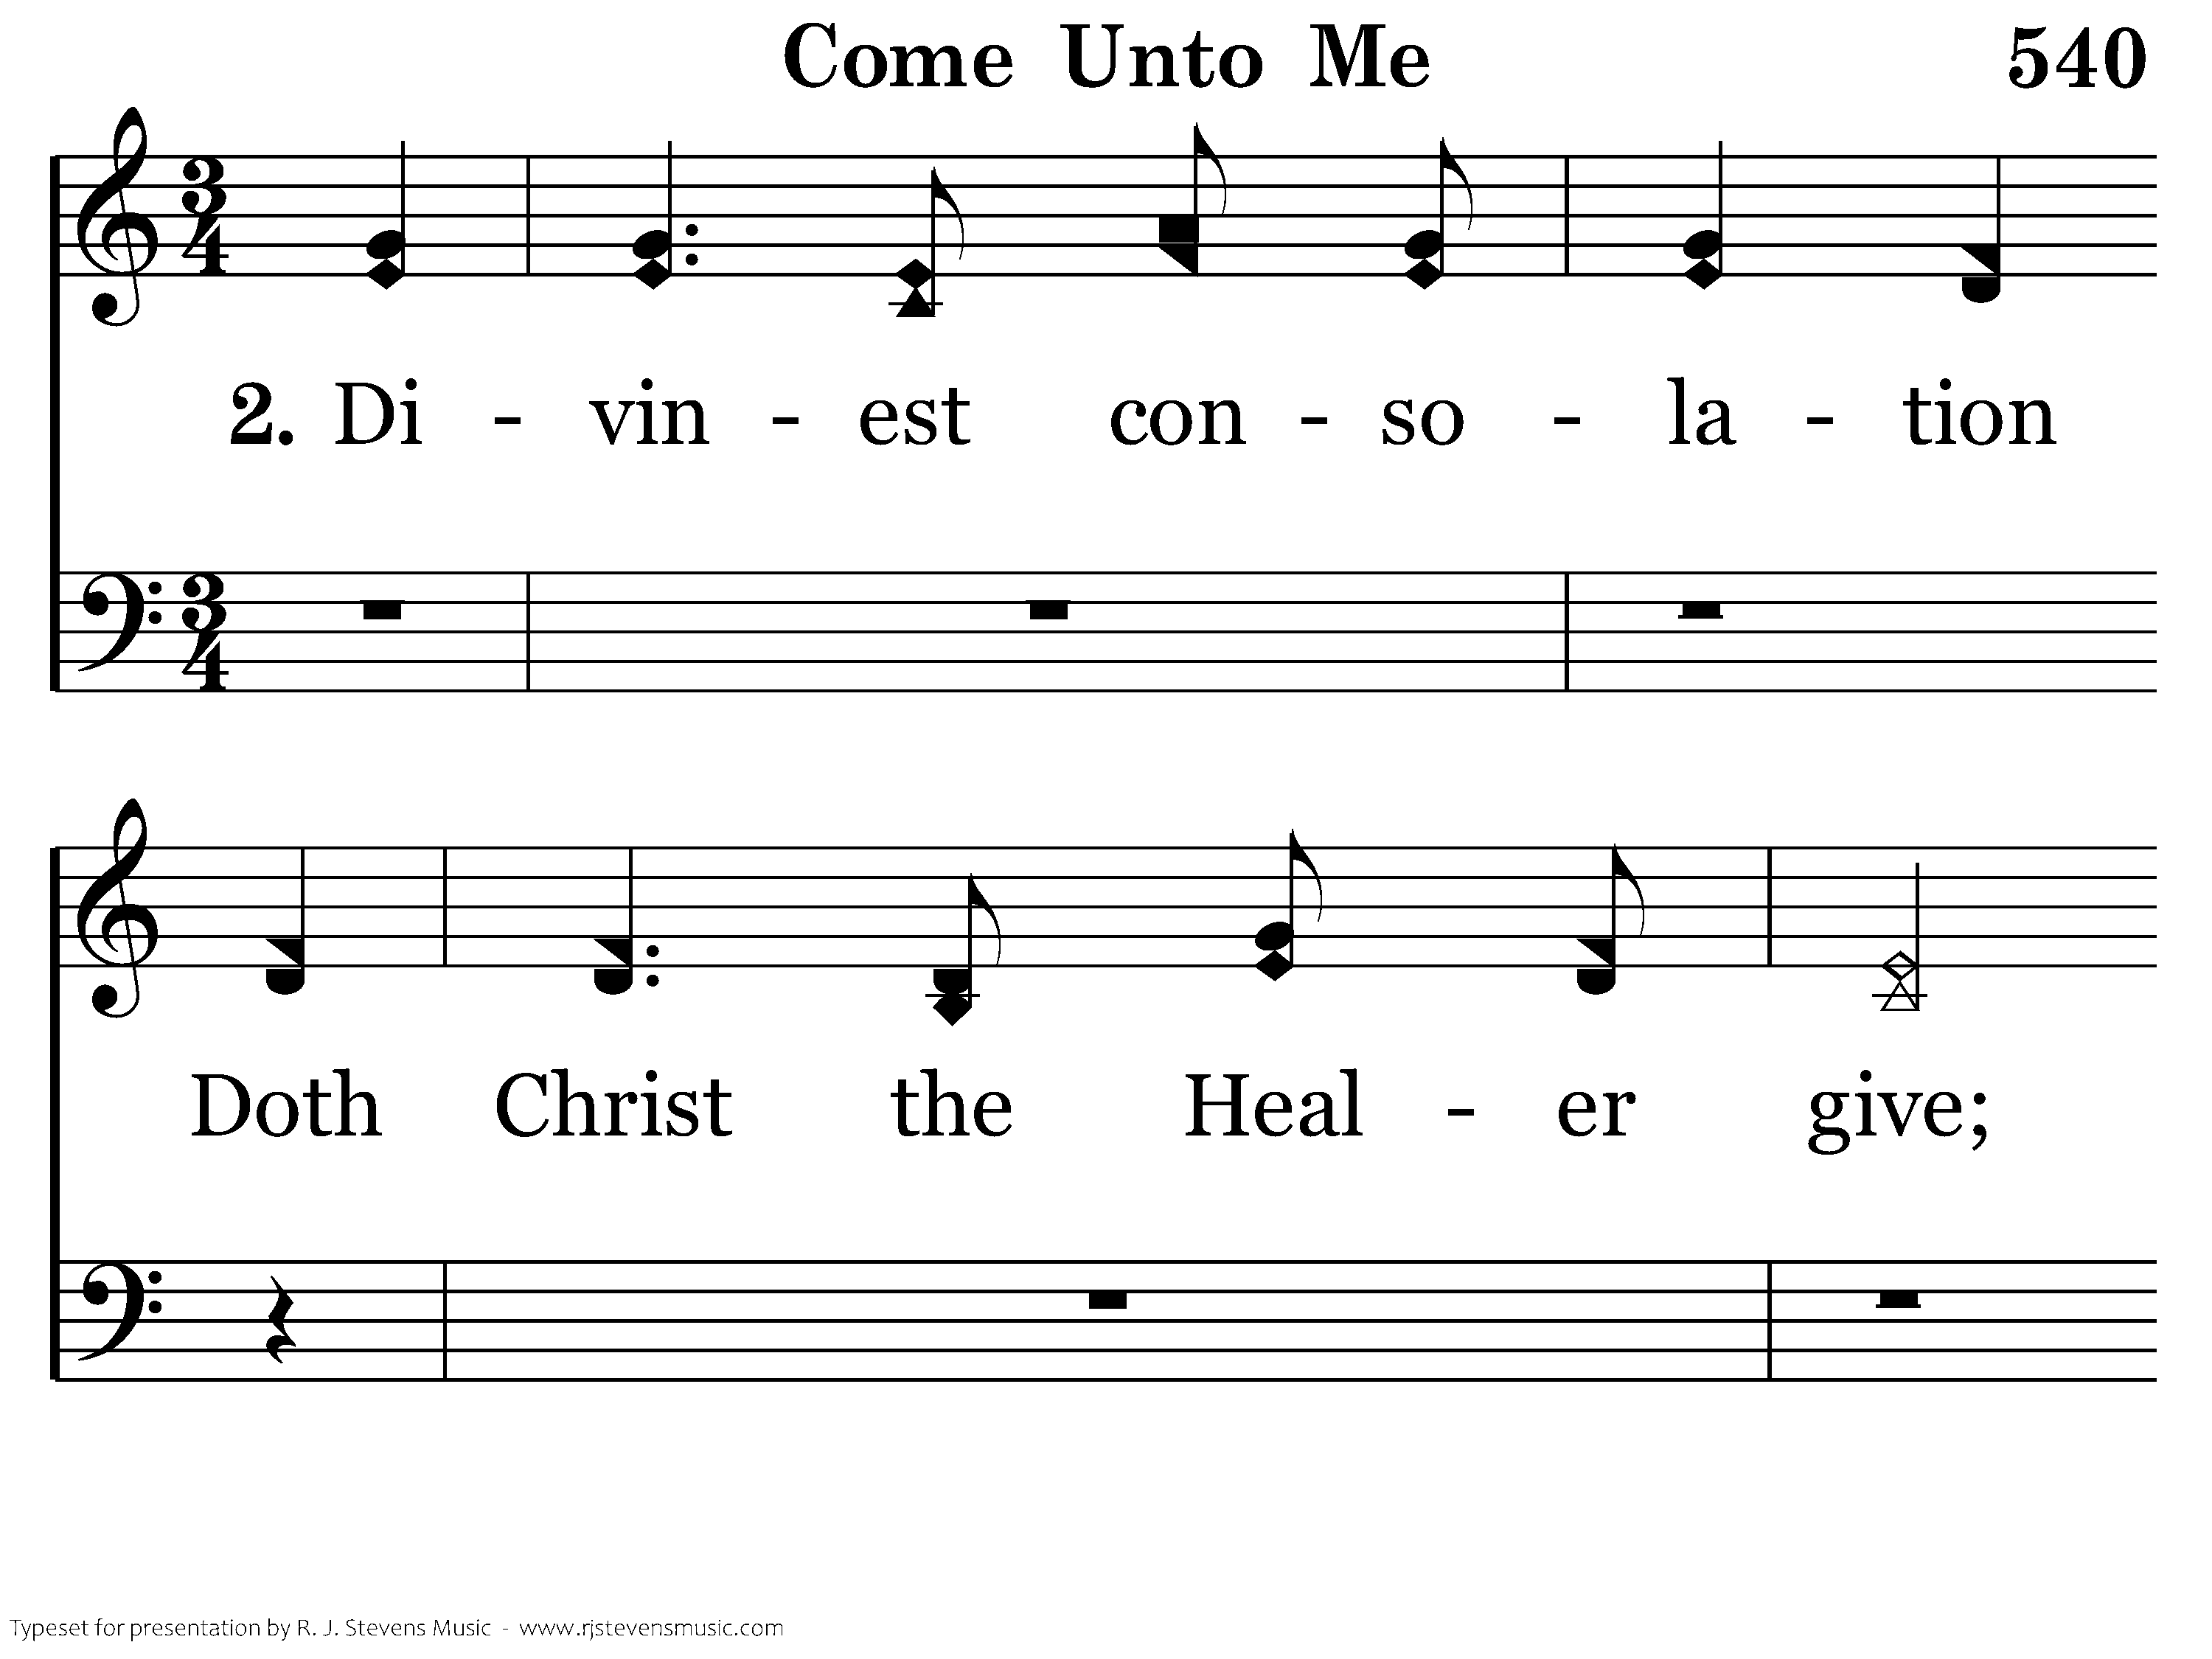 Come Unto Me 540
2. Di - vin - est con - so - la - tion
Doth Christ the Heal - er give;
Typeset for presentation by R. J. Stevens Music - www.rjstevensmusic.com